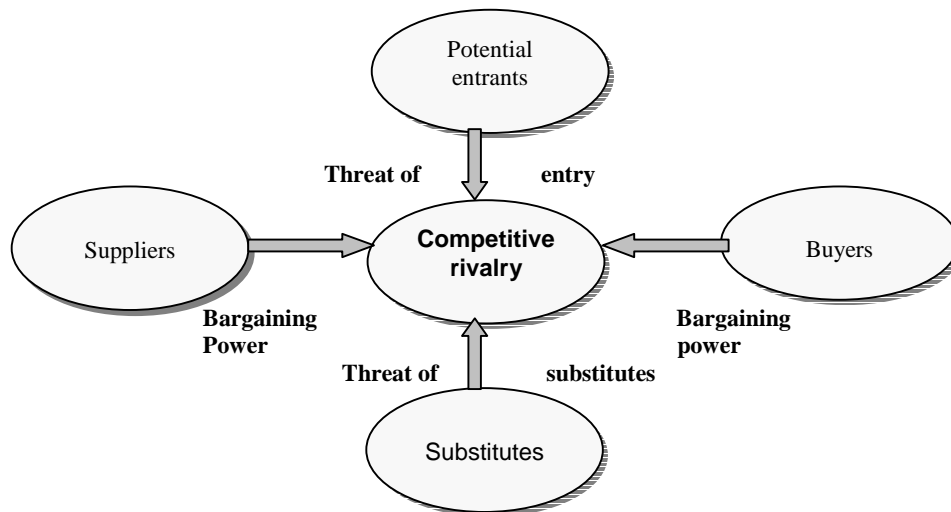 Potential
entrants
Threat of entry
Suppliers
Competitive
rivalry
Buyers
Bargaining
Power
Bargaining
power
Threat of substitutes
Substitutes